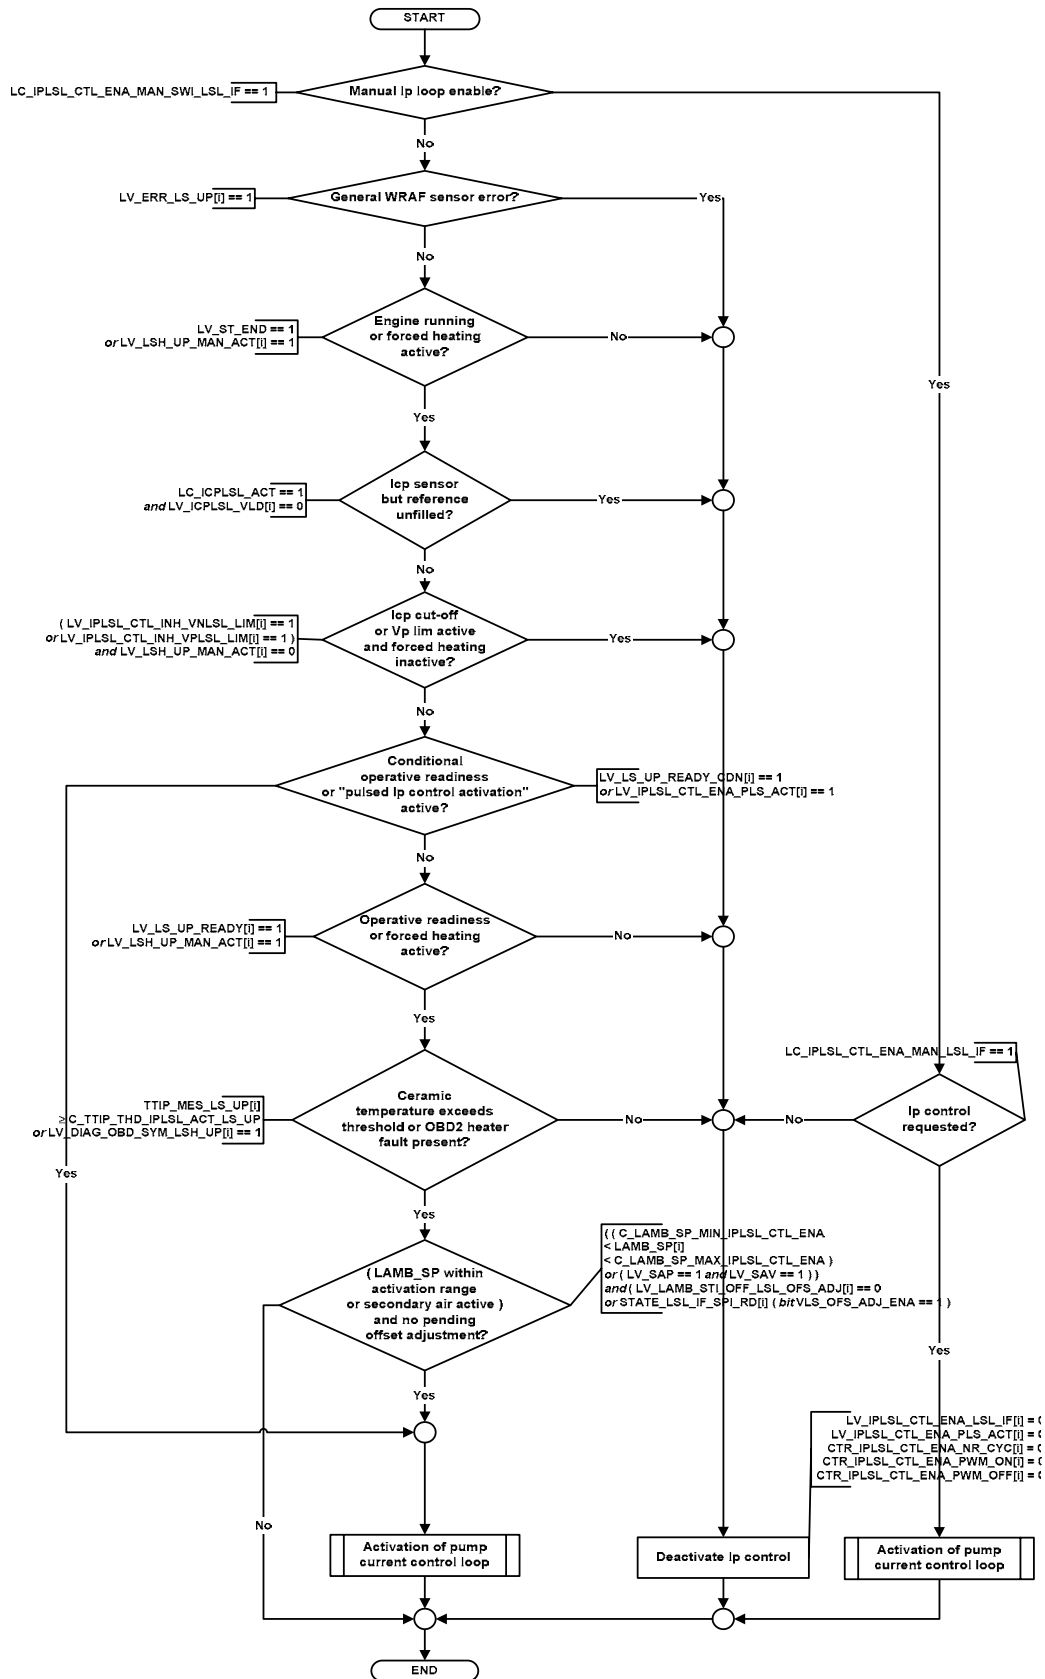 START
LC_IPLSL_CTL_ENA_MAN_SWI_LSL_IF == 1
Manual Ip loop enable?
No
LV_ERR_LS_UP[i] == 1
General WRAF sensor error?
Yes
No
LV_ST_END == 1
or LV_LSH_UP_MAN_ACT[i] == 1
Engine running
or forced heating
active?
No
Yes
Yes
LC_ICPLSL_ACT == 1
and LV_ICPLSL_VLD[i] == 0
Icp sensor
but reference
unfilled?
Yes
No
( LV_IPLSL_CTL_INH_VNLSL_LIM[i] == 1
or LV_IPLSL_CTL_INH_VPLSL_LIM[i] == 1 )
and LV_LSH_UP_MAN_ACT[i] == 0
Icp cut-off
or Vp lim active
and forced heating
inactive?
Yes
No
Conditional
operative readiness
or "pulsed Ip control activation"
active?
LV_LS_UP_READY_CDN[i] == 1
or LV_IPLSL_CTL_ENA_PLS_ACT[i] == 1
No
LV_LS_UP_READY[i] == 1
or LV_LSH_UP_MAN_ACT[i] == 1
Operative readiness
or forced heating
active?
No
Yes
LC_IPLSL_CTL_ENA_MAN_LSL_IF == 1
TTIP_MES_LS_UP[i]
≥ C_TTIP_THD_IPLSL_ACT_LS_UP
or LV_DIAG_OBD_SYM_LSH_UP[i] == 1
Ceramic
temperature exceeds
threshold or OBD2 heater
fault present?
No
No
Ip control
requested?
Yes
Yes
( LAMB_SP within
activation range
or secondary air active )
and no pending
offset adjustment?
( ( C_LAMB_SP_MIN_IPLSL_CTL_ENA
< LAMB_SP[i]
< C_LAMB_SP_MAX_IPLSL_CTL_ENA )
or ( LV_SAP == 1 and LV_SAV == 1 ) )
and ( LV_LAMB_STI_OFF_LSL_OFS_ADJ[i] == 0
or STATE_LSL_IF_SPI_RD[i] ( bit VLS_OFS_ADJ_ENA == 1 )
Yes
Yes
LV_IPLSL_CTL_ENA_LSL_IF[i] = 0
LV_IPLSL_CTL_ENA_PLS_ACT[i] = 0
CTR_IPLSL_CTL_ENA_NR_CYC[i] = 0
CTR_IPLSL_CTL_ENA_PWM_ON[i] = 0
CTR_IPLSL_CTL_ENA_PWM_OFF[i] = 0
No
Activation of pump
current control loop
Deactivate Ip control
Activation of pump
current control loop
END